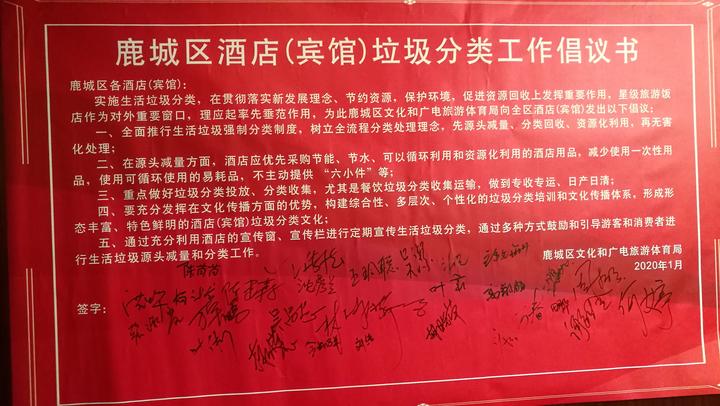 鹿城区酒店(宾馆)垃圾分类工作倡议书
鹿城区各酒店(宾馆):
实施生活垃圾分类，在贯彻落实新发展理念、节约资源，保护环境，促进资源回收上发挥重要作用，星级旅游饭
店作为对外重要窗口，理应起率先垂范作用，为此鹿城区文化和广电旅游体育局向全区酒店(宾馆)发出以下倡议:
一、全面推行生活垃圾强制分类制度，树立全流程分类处理理念，先源头减量、分类回收、资源化利用，再无害
化处理;
二、在源头减量方面，酒店应优先采购节能、节水、可以循环利用和资源化利用的酒店用品，减少使用一次性用
品，使用可循环使用的易耗品，不主动提供“六小件”等;
三、重点做好垃圾分类投放、分类收集，尤其是餐饮垃圾分类收集运输，做到专收专运、日产日清;
四、要充分发挥在文化传播方面的优势，构建综合性、多层次、个性化的垃圾分类培训和文化传播体系，形成形
态丰富、特色鲜明的酒店(宾馆)垃圾分类文化;
五、通过充分利用酒店的宣传窗、宣传栏进行定期宣传生活垃圾分类，通过多种方式鼓励和引导游客和消费者进
行生活垃圾源头减量和分类工作。
鹿城区文化和广电旅游体育局
2020年1月
签字: